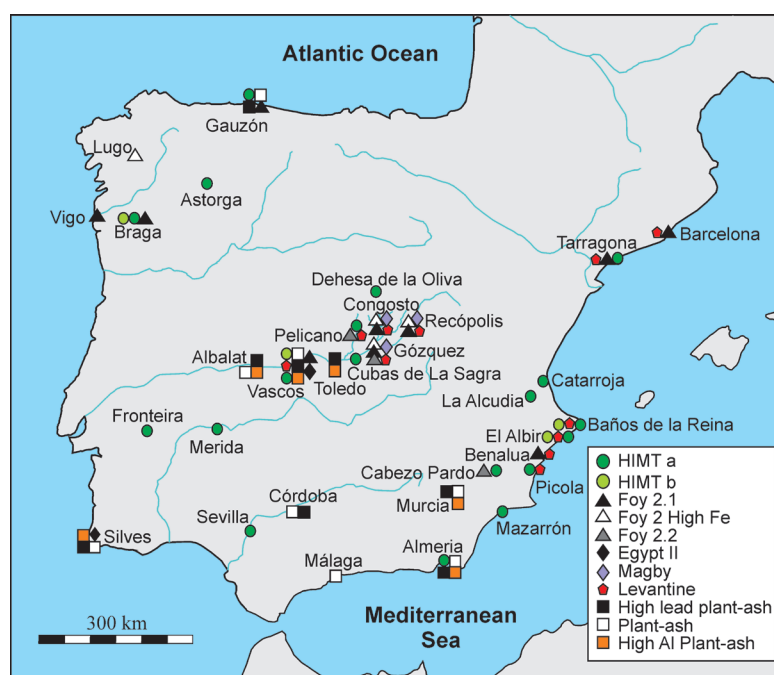 Atlantic Ocean
Gauzón
Lugo
Astorga
Vigo
Braga
Barcelona
Tarragona
Dehesa de la Oliva
Congosto
Recópolis
Pelicano
Gózquez
Albalat
Cubas de La Sagra
Vascos
Toledo
Catarroja
La Alcudia
Fronteira
Merida
Baños de la Reina
El Albir
Benalua
Cabezo Pardo
Picola
Córdoba
Murcia
Mazarrón
Sevilla
Silves
Almeria
Málaga
300 km
Mediterranean
Sea
HIMT a
HIMT b
Foy 2.1
Foy 2 High Fe
Foy 2.2
Egypt II
Magby
Levantine
High lead plant-ash
Plant-ash
High Al Plant-ash